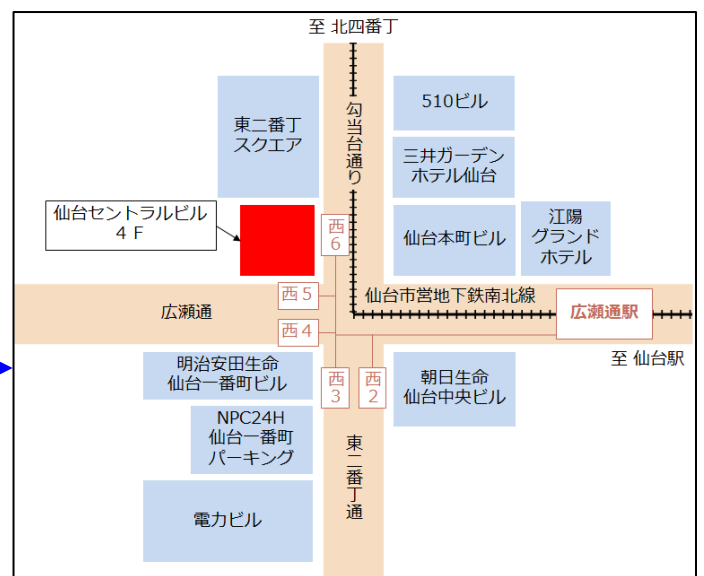 至 北四番丁
510ビル
東二番丁
スクエア
勾当台通り
三井ガーデン
ホテル仙台
仙台セントラルビル
４Ｆ
西
6
仙台本町ビル
江陽
グランド
ホテル
西5
仙台市営地下鉄南北線
広瀬通駅
広瀬通
西4
至 仙台駅
明治安田生命
仙台一番町ビル
西
3
西
2
朝日生命
仙台中央ビル
NPC24H
仙台一番町
パーキング
東二番丁通
電力ビル